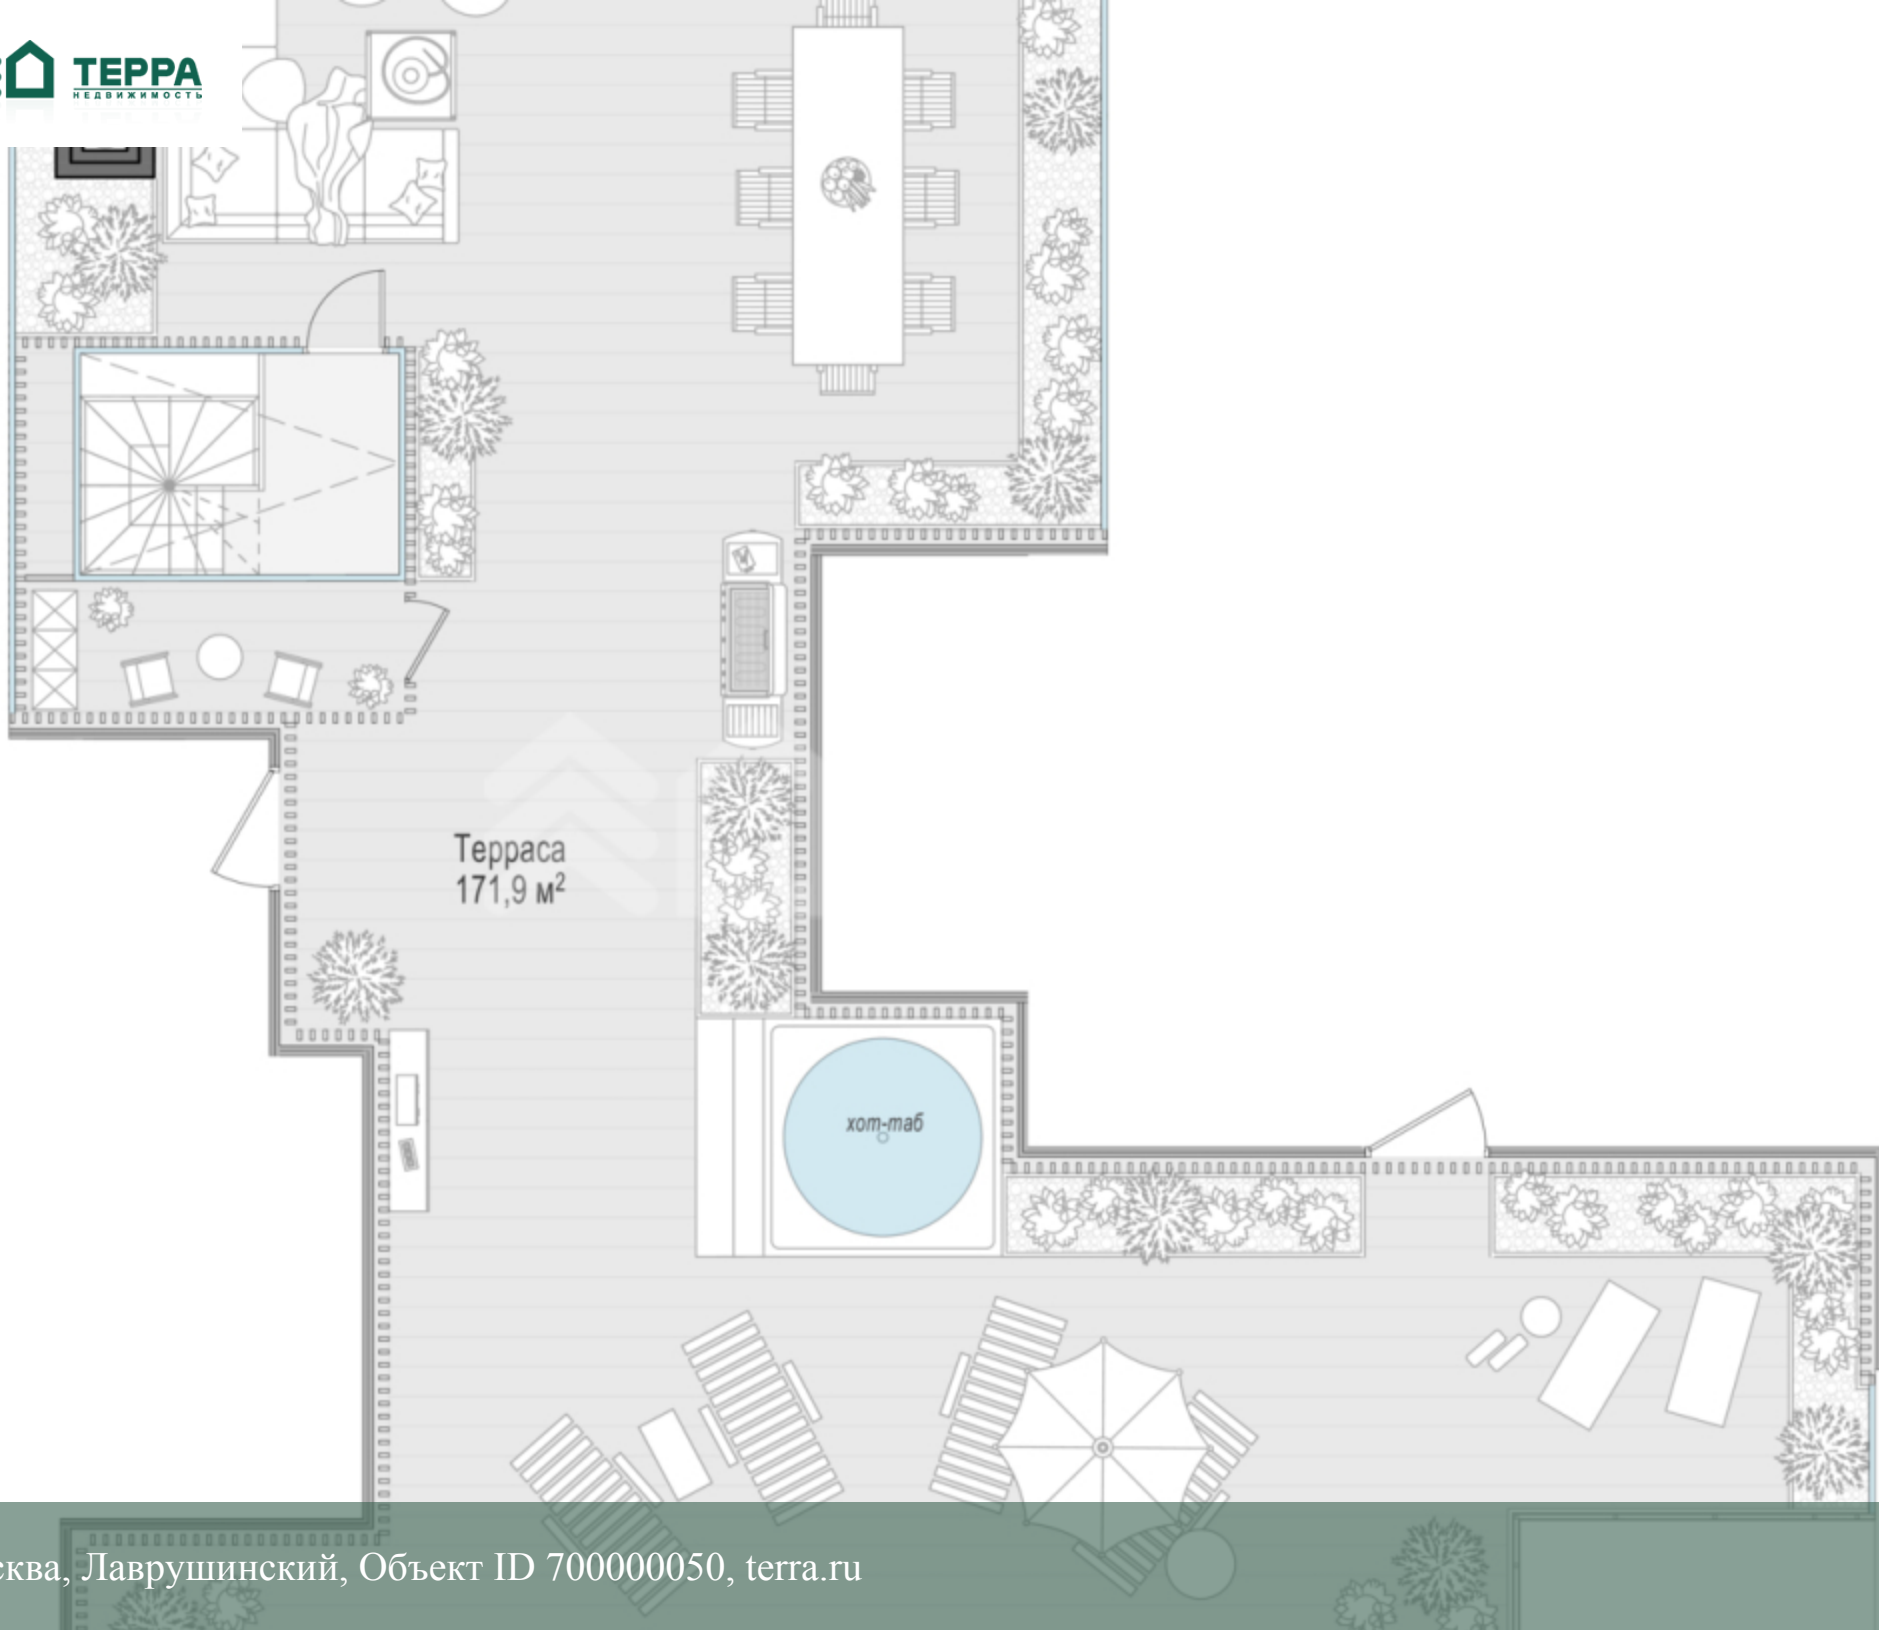 ТЕРРА
НЕДВИЖИМОСТЬ
Терраса
171,9 м²
хот-таб
сква, Лаврушинский, Объект ID 700000050, terra.ru